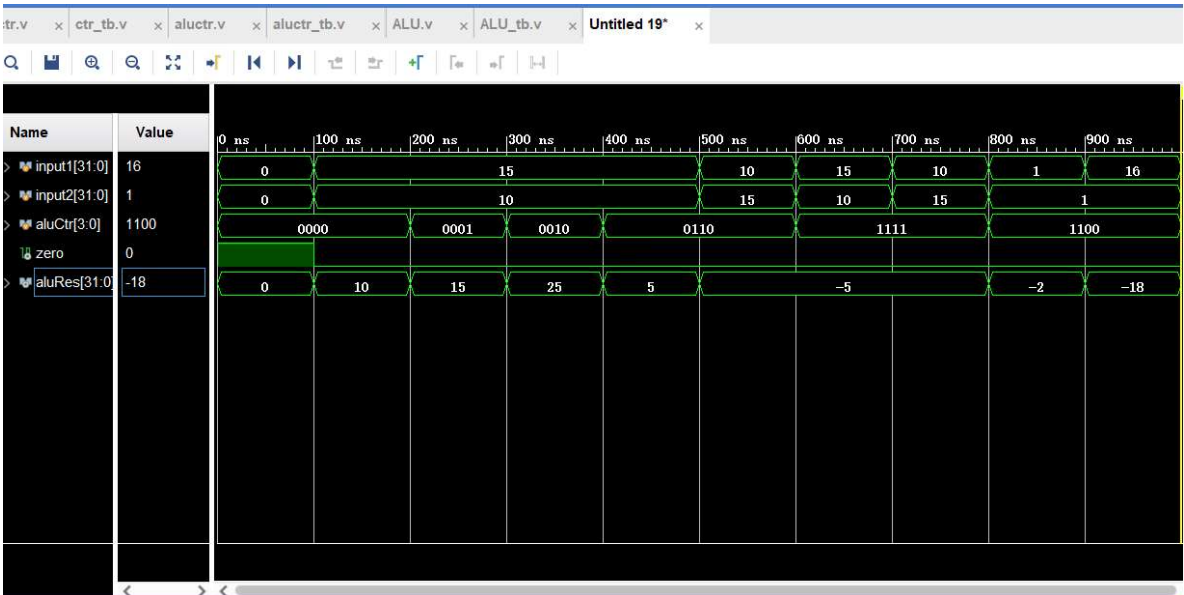 ctr.v × ctr_tb.v × aluctr.v × aluctr_tb.v × ALU.v × ALU_tb.v × Untitled 19* ×
Name Value 0 ns 100 ns 200 ns 300 ns 400 ns 500 ns 600 ns 700 ns 800 ns 900 ns
input1[31:0] 16 0 15 10 15 10 1 16
input2[31:0] 1 0 10 15 10 15 1
aluCtr[3:0] 1100 0000 0001 0010 0110 1111 1100
zero 0
aluRes[31:0] -18 0 10 15 25 5 -5 -2 -18